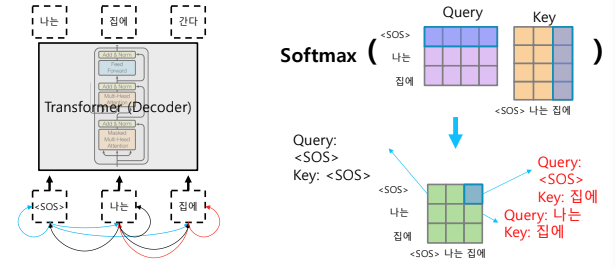 나는
집에
간다
Add & Norm
Feed
Forward
Add & Norm
Multi-Head
Attention
Add & Norm
Masked
Multi-Head
Attention
Transformer (Decoder)
<SOS>
나는
집에
Softmax
(
Query
Key
)
<SOS>
나는
집에
<SOS> 나는 집에
Query:
<SOS>
Key: <SOS>
Query:
<SOS>
Key: 집에
Query: 나는
Key: 집에
<SOS>
나는
집에
<SOS> 나는 집에